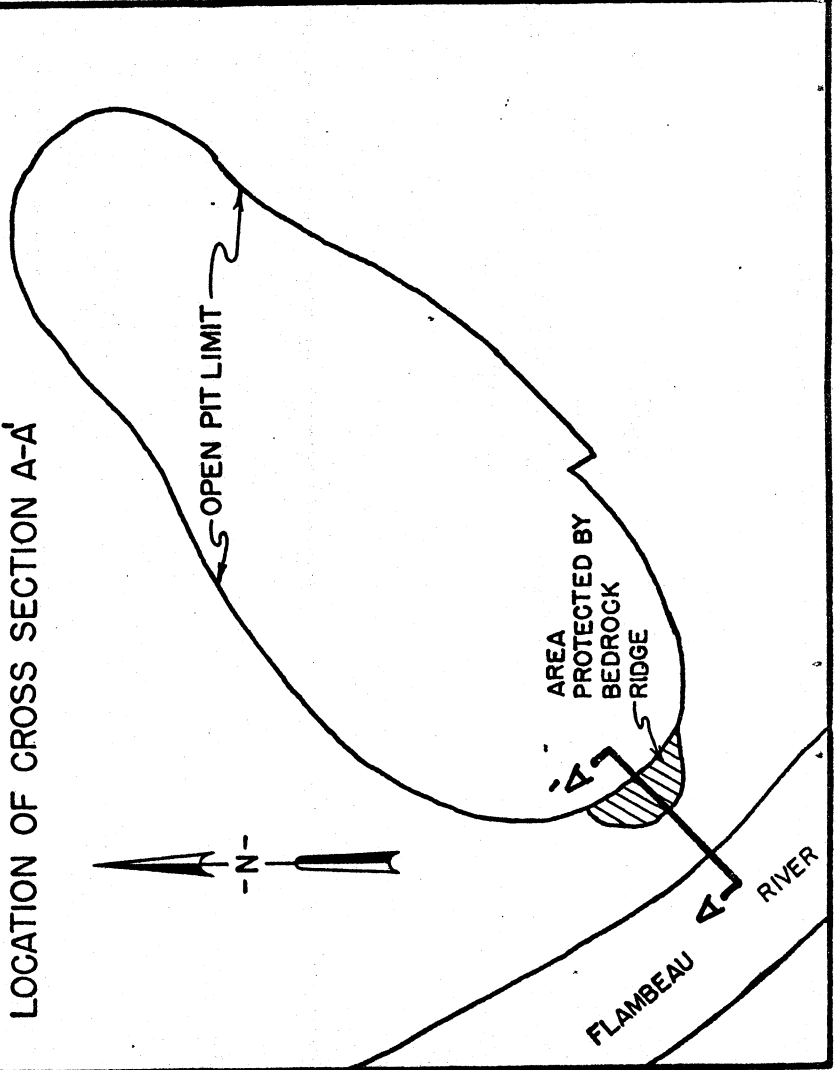 LOCATION OF CROSS SECTION A-A'
OPEN PIT LIMIT
-N-
AREA
PROTECTED BY
BEDROCK
RIDGE
A'
A
FLAMBEAU
RIVER